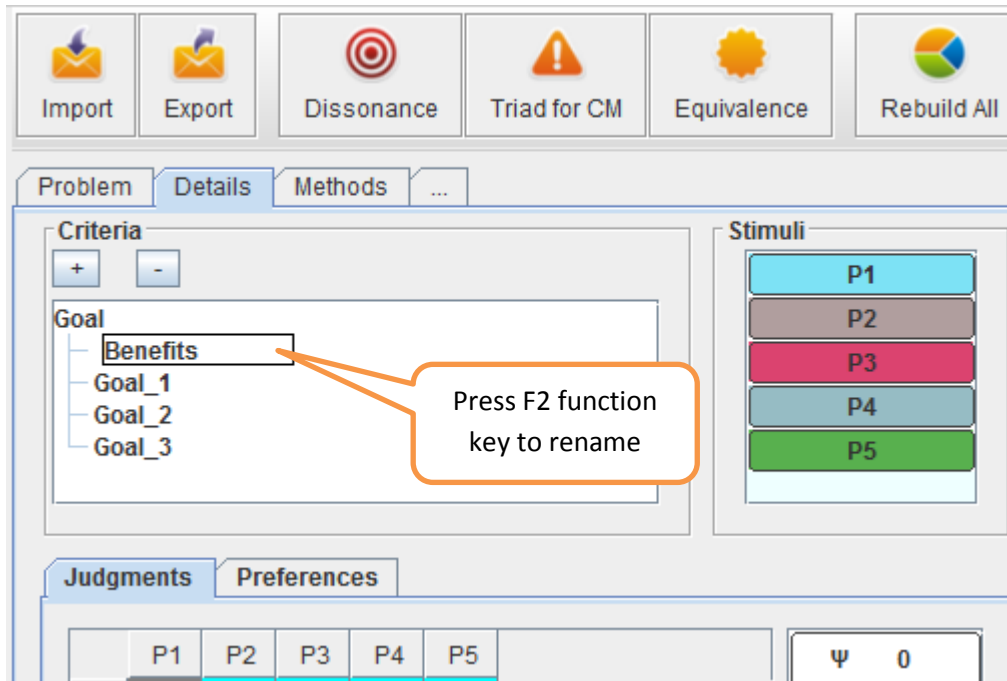 Import Export Dissonance Triad for CM Equivalence Rebuild All
Problem Details Methods ...
Criteria
+ -
Goal
Benefits
Goal_1
Goal_2
Goal_3
Press F2 function
key to rename
Stimuli
P1
P2
P3
P4
P5
Judgments Preferences
P1 P2 P3 P4 P5
Ψ 0